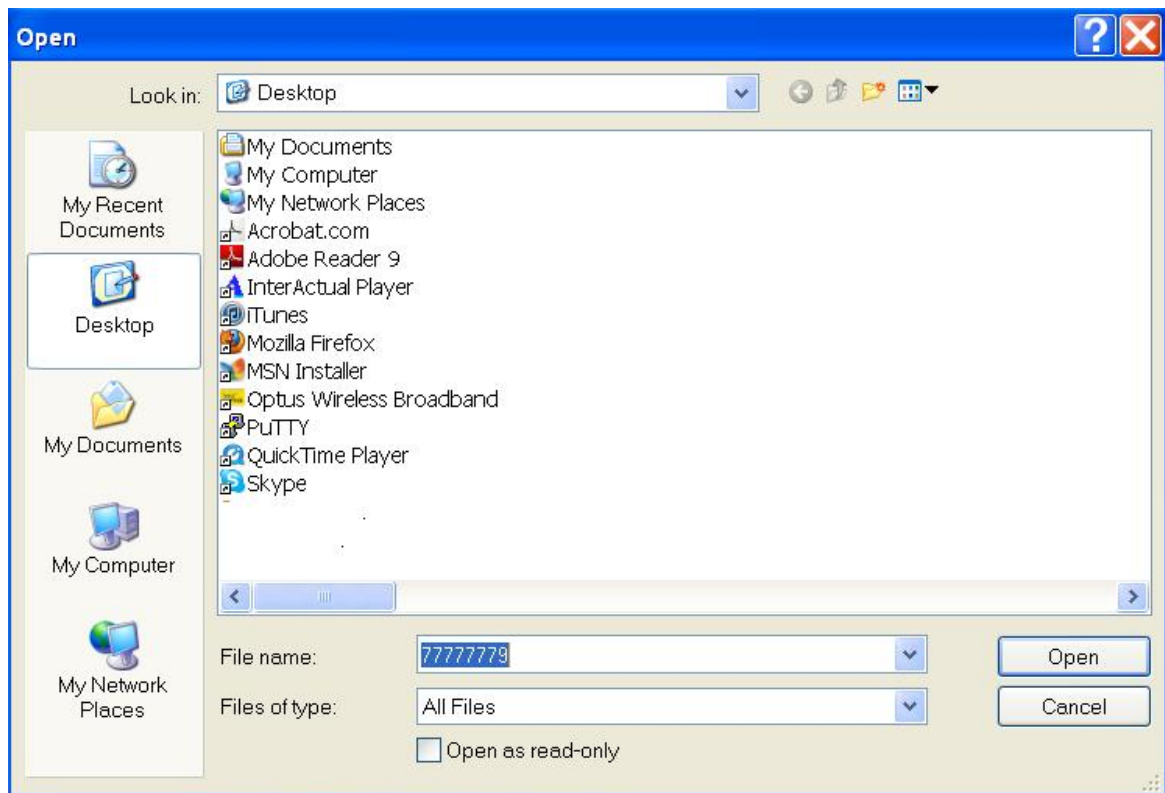 Open
Look in:
Desktop
My Recent
Documents
Desktop
My Documents
My Computer
My Network
Places
My Documents
My Computer
My Network Places
Acrobat.com
Adobe Reader 9
InterActual Player
iTunes
Mozilla Firefox
MSN Installer
Optus Wireless Broadband
PuTTY
QuickTime Player
Skype
File name:
77777779
Open
Files of type:
All Files
Cancel
Open as read-only